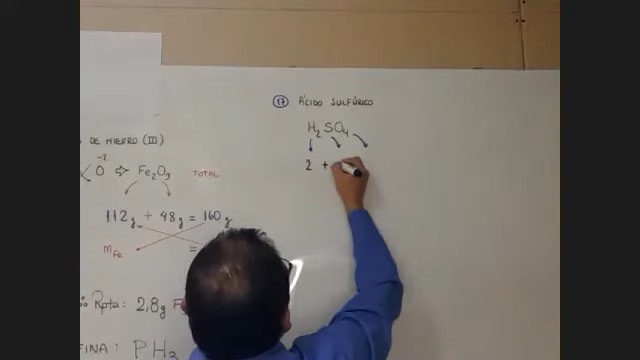 DE HIERRO (III)
O⁻² ⇨ Fe₂O₃ TOTAL
112g + 48g = 160g
mFe =
Rpta: 2,8g F
FINA: PH₃
17 ÁCIDO SULFÚRICO
H₂SO₄
2 +